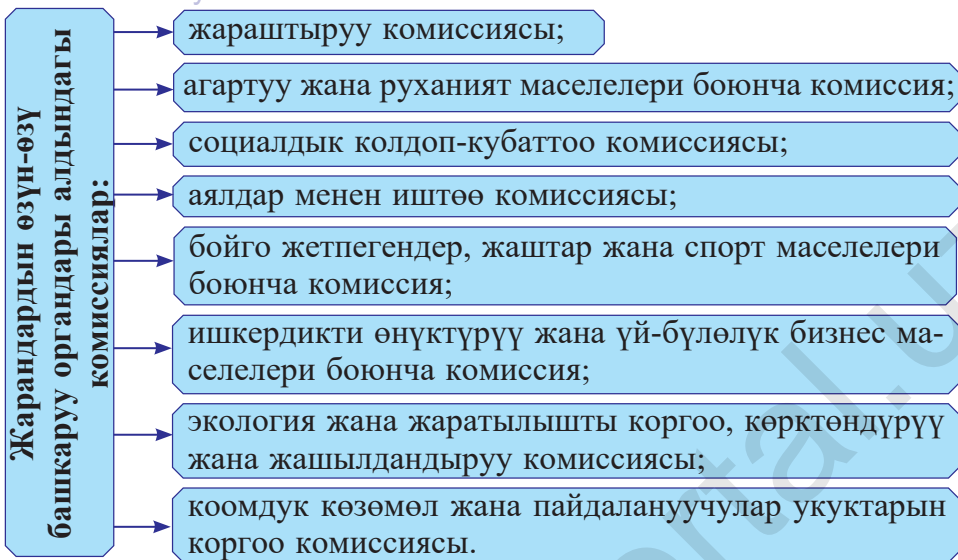 Жарандардын өзүн-өзү
башкаруу органдары алдындагы
комиссиялар:
жараштыруу комиссиясы;
агартуу жана руханият маселелери боюнча комиссия;
социалдык колдоп-кубаттоо комиссиясы;
аялдар менен иштөө комиссиясы;
бойго жетпегендер, жаштар жана спорт маселелери
боюнча комиссия;
ишкердикти өнүктүрүү жана үй-бүлөлүк бизнес ма-
селелери боюнча комиссия;
экология жана жаратылышты коргоо, көрктөндүрүү
жана жашылдандыруу комиссиясы;
коомдук көзөмөл жана пайдалануучулар укуктарын
коргоо комиссиясы.